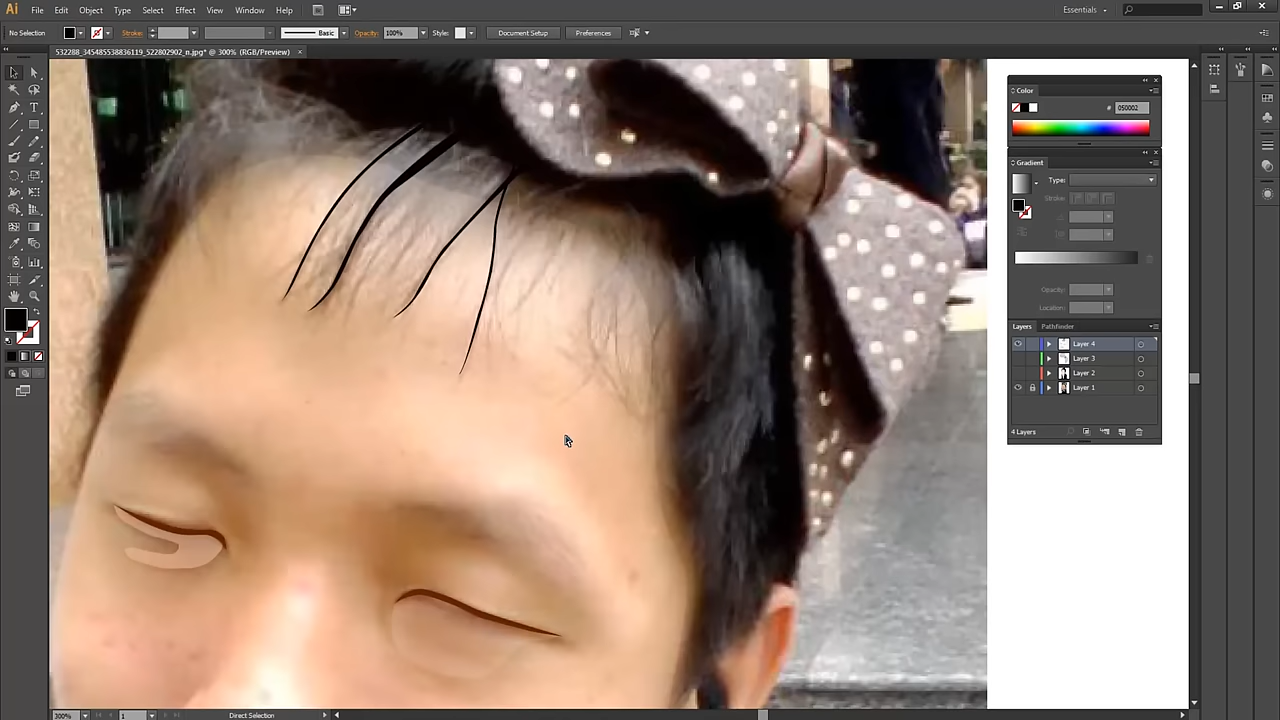 Ai File Edit Object Type Select Effect View Window Help Br Essentials
No Selection Stroke: Basic Opacity: 100% Style: Document Setup Preferences
532288_345485538836119_522802902_n.jpg* @ 300% (RGB/Preview) ×
Color
# 050002
Gradient
Type:
Stroke:
Opacity:
Location:
Layers Pathfinder
Layer 4
Layer 3
Layer 2
Layer 1
4 Layers
300% 1 Direct Selection